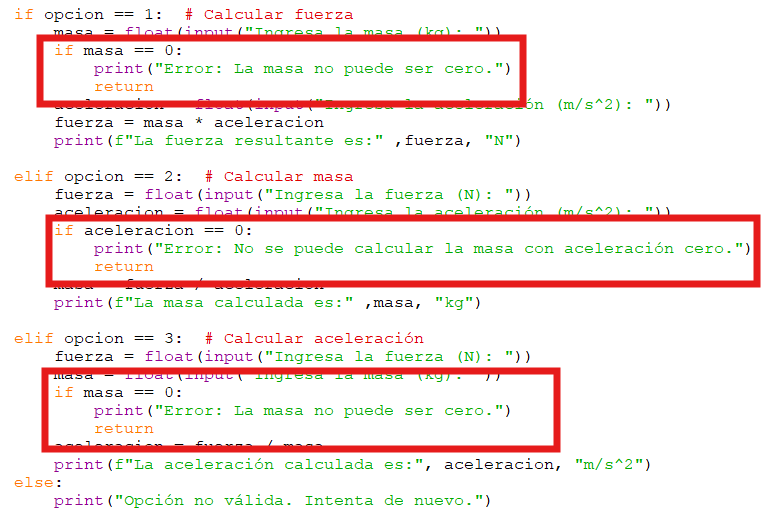 if opcion == 1:  # Calcular fuerza
    masa = float(input("Ingresa la masa (kg): "))
    if masa == 0:
        print("Error: La masa no puede ser cero.")
        return
    aceleracion = float(input("Ingresa la aceleración (m/s^2): "))
    fuerza = masa * aceleracion
    print(f"La fuerza resultante es:" ,fuerza, "N")
elif opcion == 2:  # Calcular masa
    fuerza = float(input("Ingresa la fuerza (N): "))
    aceleracion = float(input("Ingresa la aceleración (m/s^2): "))
    if aceleracion == 0:
        print("Error: No se puede calcular la masa con aceleración cero.")
        return
    masa = fuerza / aceleracion
    print(f"La masa calculada es:" ,masa, "kg")
elif opcion == 3:  # Calcular aceleración
    fuerza = float(input("Ingresa la fuerza (N): "))
    masa = float(input("Ingresa la masa (kg): "))
    if masa == 0:
        print("Error: La masa no puede ser cero.")
        return
    aceleracion = fuerza / masa
    print(f"La aceleración calculada es:", aceleracion, "m/s^2")
else:
    print("Opción no válida. Intenta de nuevo.")